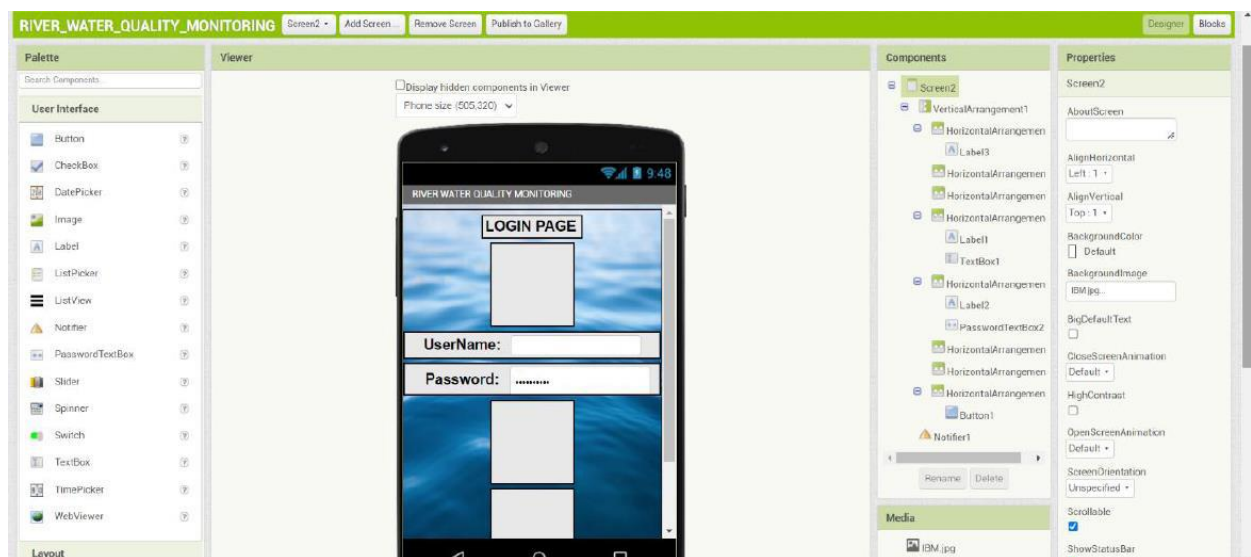 RIVER_WATER_QUALITY_MONITORING Screen2 Add Screen... Remove Screen Publish to Gallery Designer Blocks
Palette
Search Components...
User Interface
Button
CheckBox
DatePicker
Image
Label
ListPicker
ListView
Notifier
PasswordTextBox
Slider
Spinner
Switch
TextBox
TimePicker
WebViewer
Layout
Viewer
Display hidden components in Viewer
Phone size (505,320)
9:48
RIVER WATER QUALITY MONITORING
LOGIN PAGE
UserName:
Password:
Components
Screen2
VerticalArrangement1
HorizontalArrangemen
Label3
HorizontalArrangemen
HorizontalArrangemen
HorizontalArrangemen
Label1
TextBox1
HorizontalArrangemen
Label2
PasswordTextBox2
HorizontalArrangemen
HorizontalArrangemen
HorizontalArrangemen
Button1
Notifier1
Rename Delete
Media
IBM.jpg
Properties
Screen2
AboutScreen
AlignHorizontal
Left : 1
AlignVertical
Top : 1
BackgroundColor
Default
BackgroundImage
IBM.jpg...
BigDefaultText
CloseScreenAnimation
Default
HighContrast
OpenScreenAnimation
Default
ScreenOrientation
Unspecified
Scrollable
ShowStatusBar